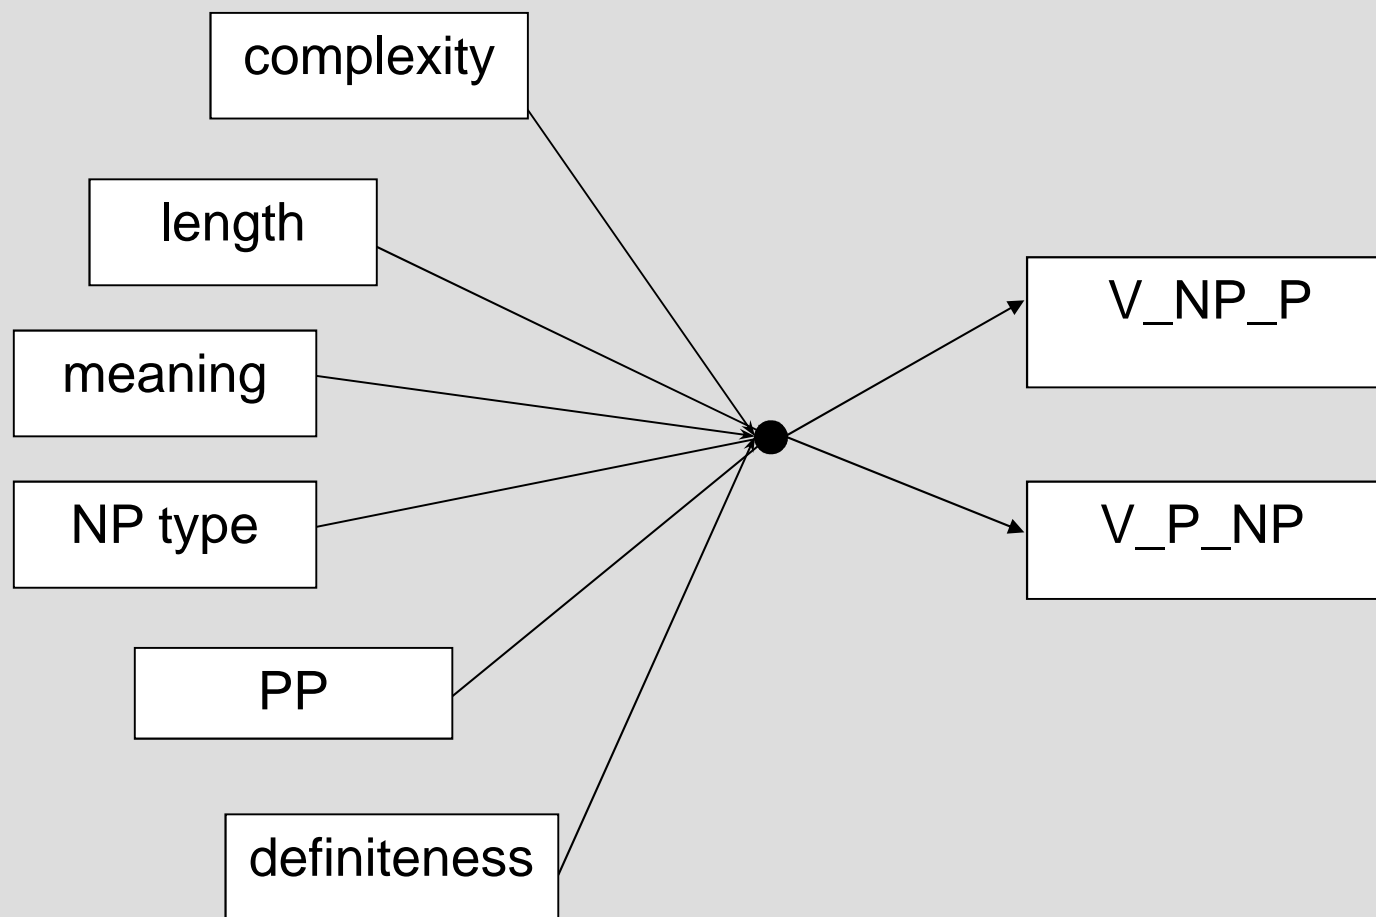 complexity
length
meaning
NP type
PP
definiteness
V_NP_P
V_P_NP